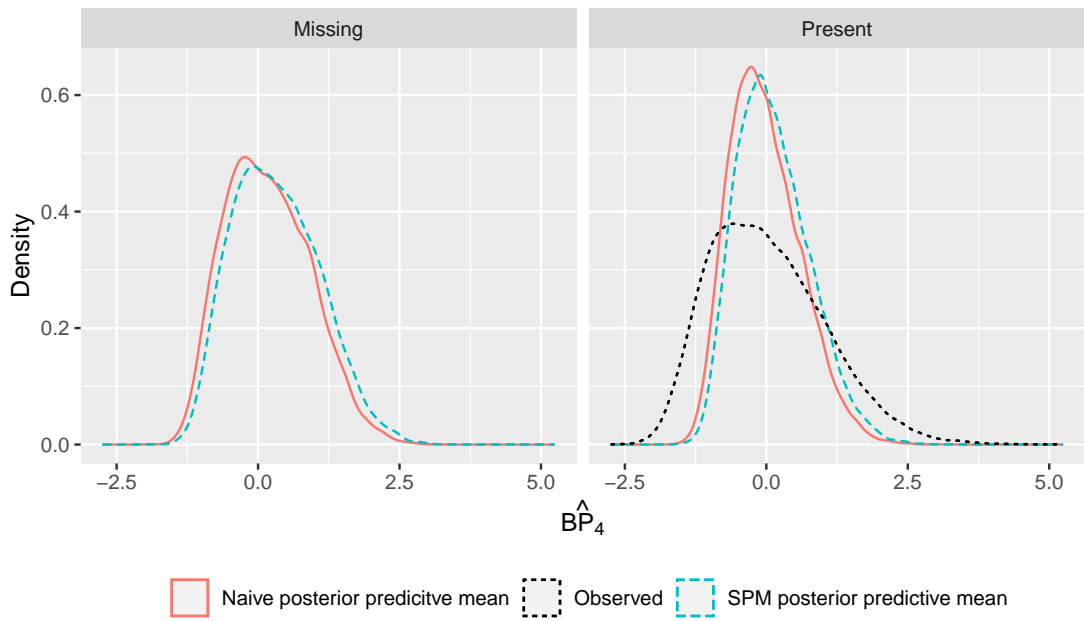 Missing
Present
Density
0.6
0.4
0.2
0.0
−2.5 0.0 2.5 5.0
−2.5 0.0 2.5 5.0
BP̂₄
Naive posterior predicitve mean
Observed
SPM posterior predictive mean